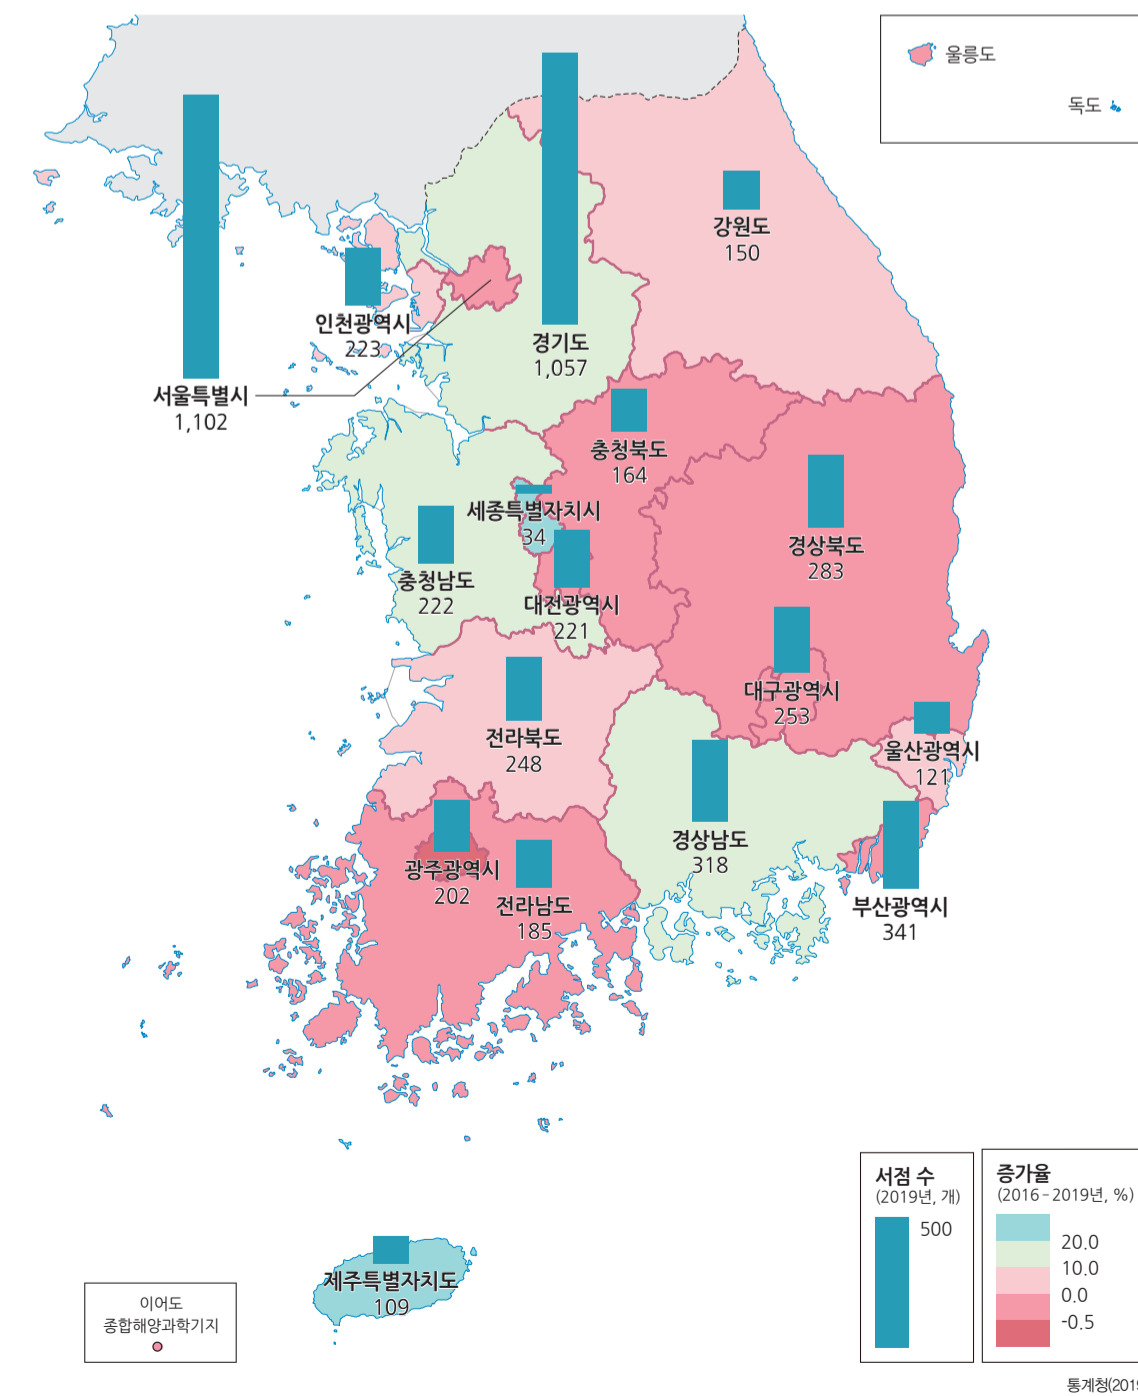 울릉도
독도
강원도
150
인천광역시
223
경기도
1,057
서울특별시
1,102
충청북도
164
세종특별자치시
34
경상북도
283
충청남도
222
대전광역시
221
대구광역시
253
전라북도
248
울산광역시
121
경상남도
318
광주광역시
202
전라남도
185
부산광역시
341
제주특별자치도
109
이어도
종합해양과학기지
서점 수
(2019년, 개)
500
증가율
(2016-2019년, %)
20.0
10.0
0.0
-0.5
통계청(2019